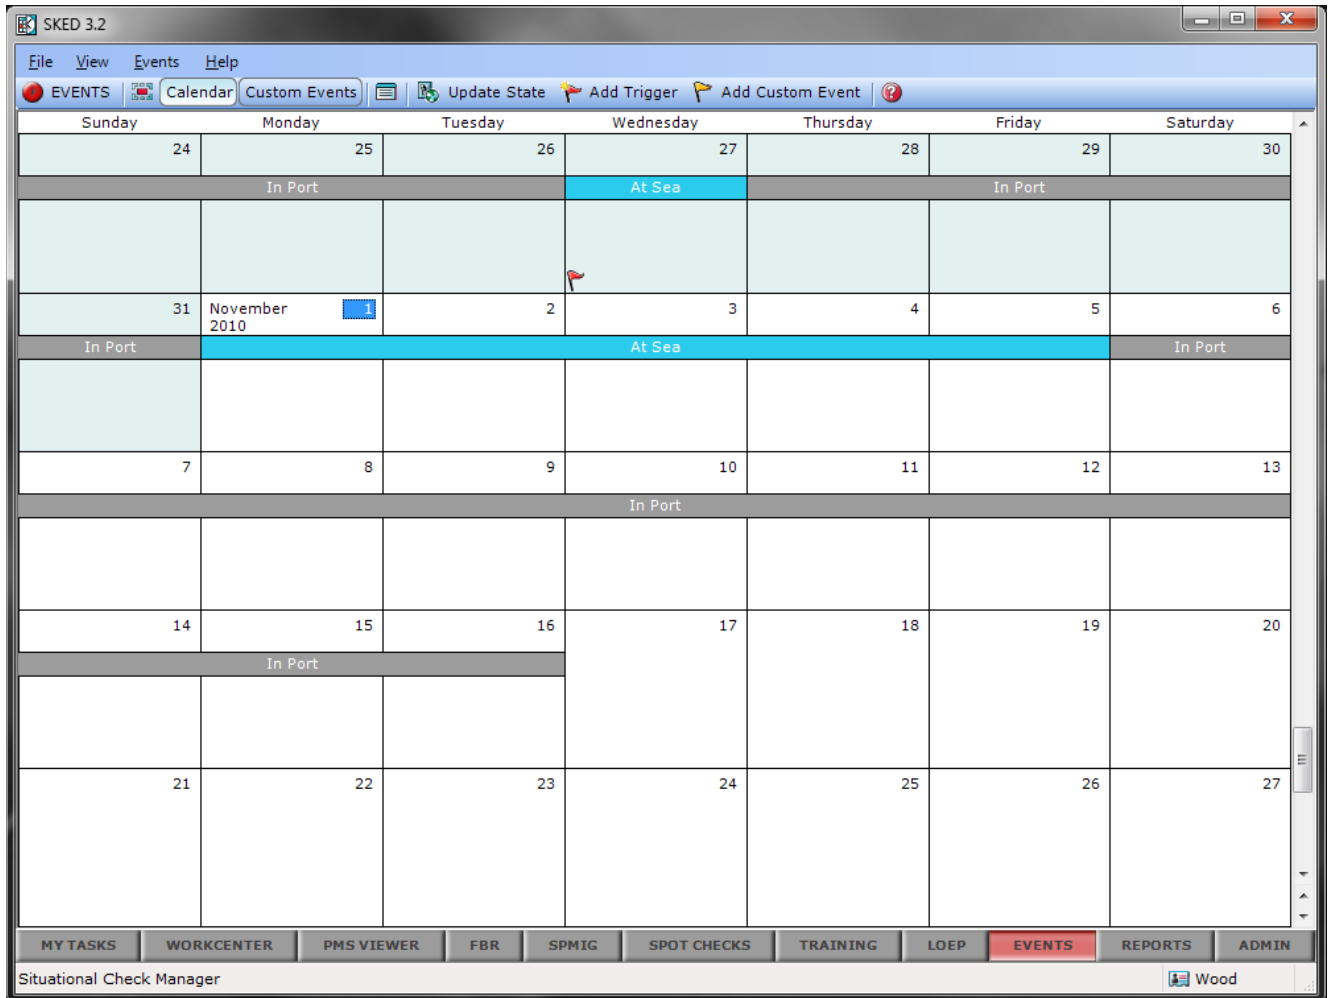 SKED 3.2
File View Events Help
EVENTS Calendar Custom Events Update State Add Trigger Add Custom Event
Sunday Monday Tuesday Wednesday Thursday Friday Saturday
24 25 26 27 28 29 30
In Port At Sea In Port
31 November 1 2 3 4 5 6
2010
In Port At Sea In Port
7 8 9 10 11 12 13
In Port
14 15 16 17 18 19 20
In Port
21 22 23 24 25 26 27
MY TASKS WORKCENTER PMS VIEWER FBR SPMIG SPOT CHECKS TRAINING LOEP EVENTS REPORTS ADMIN
Situational Check Manager Wood